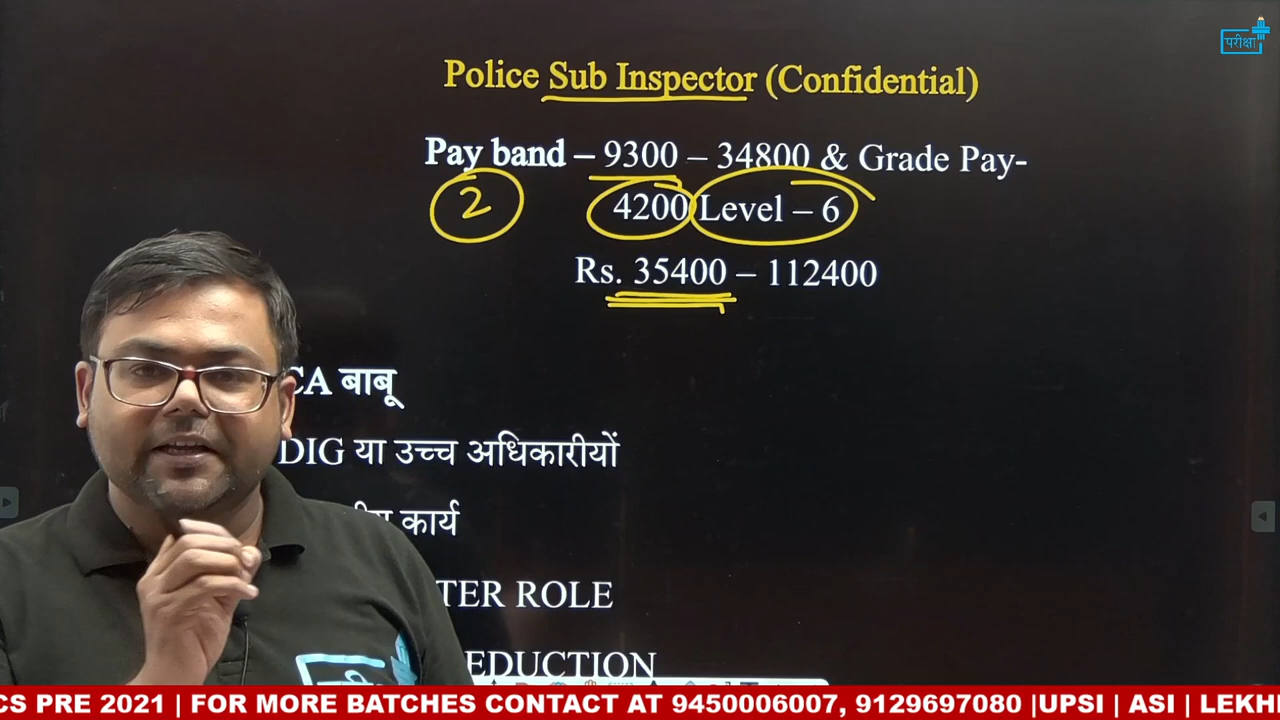 परीक्षा
Police Sub Inspector (Confidential)
Pay band – 9300 – 34800 & Grade Pay-
2 4200 Level – 6
Rs. 35400 – 112400
CA बाबू
DIG या उच्च अधिकारीयों
कार्य
TER ROLE
EDUCTION
CS PRE 2021 | FOR MORE BATCHES CONTACT AT 9450006007, 9129697080 |UPSI | ASI | LEKH